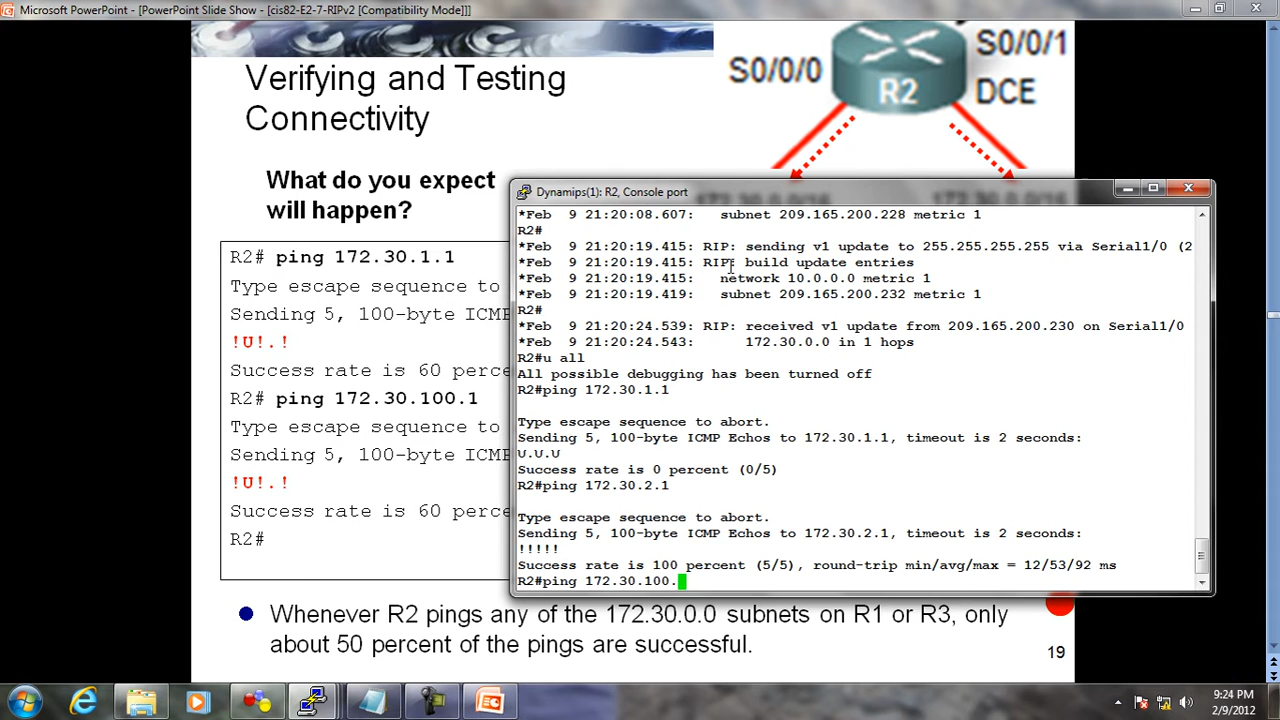 Microsoft PowerPoint - [PowerPoint Slide Show - [cis82-E2-7-RIPv2 [Compatibility Mode]]]
Verifying and Testing
Connectivity
S0/0/0
R2
S0/0/1
DCE
What do you expect
will happen?
R2# ping 172.30.1.1
Type escape sequence to
Sending 5, 100-byte ICMP
!U!.!
Success rate is 60 perce
R2# ping 172.30.100.1
Type escape sequence to
Sending 5, 100-byte ICMP
!U!.!
Success rate is 60 perce
R2#
Dynamips(1): R2, Console port
*Feb  9 21:20:08.607:   subnet 209.165.200.228 metric 1
R2#
*Feb  9 21:20:19.415: RIP: sending v1 update to 255.255.255.255 via Serial1/0 (2
*Feb  9 21:20:19.415: RIP: build update entries
*Feb  9 21:20:19.415:   network 10.0.0.0 metric 1
*Feb  9 21:20:19.419:   subnet 209.165.200.232 metric 1
R2#
*Feb  9 21:20:24.539: RIP: received v1 update from 209.165.200.230 on Serial1/0
*Feb  9 21:20:24.543:      172.30.0.0 in 1 hops
R2#u all
All possible debugging has been turned off
R2#ping 172.30.1.1
Type escape sequence to abort.
Sending 5, 100-byte ICMP Echos to 172.30.1.1, timeout is 2 seconds:
U.U.U
Success rate is 0 percent (0/5)
R2#ping 172.30.2.1
Type escape sequence to abort.
Sending 5, 100-byte ICMP Echos to 172.30.2.1, timeout is 2 seconds:
!!!!!
Success rate is 100 percent (5/5), round-trip min/avg/max = 12/53/92 ms
R2#ping 172.30.100.
Whenever R2 pings any of the 172.30.0.0 subnets on R1 or R3, only
about 50 percent of the pings are successful.
19
9:24 PM
2/9/2012